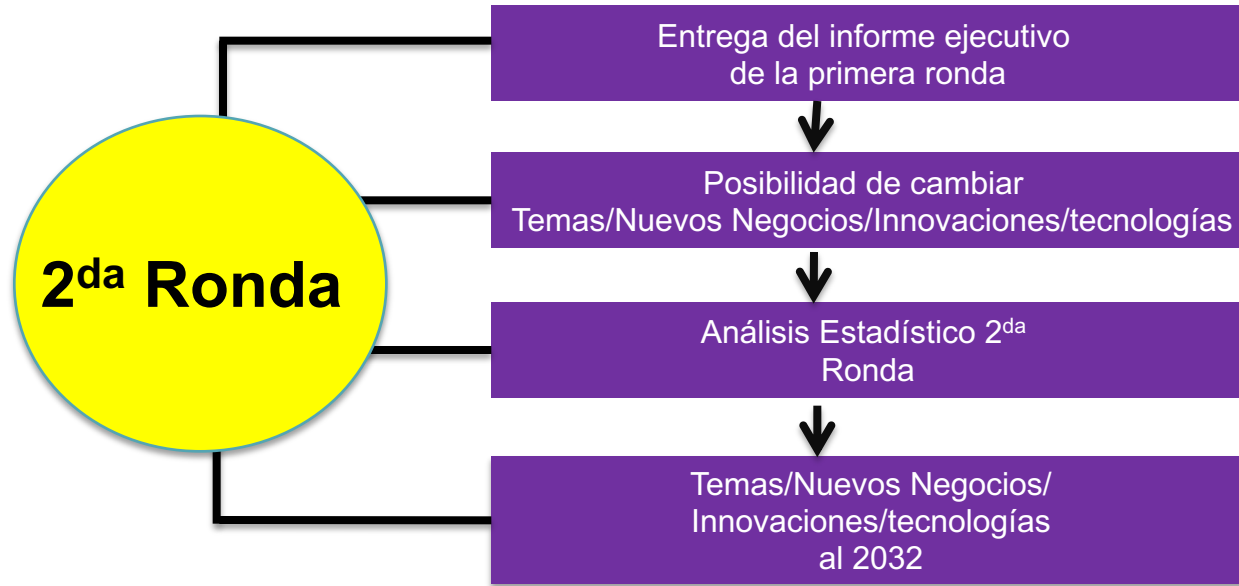 Entrega del informe ejecutivo
de la primera ronda
Posibilidad de cambiar
Temas/Nuevos Negocios/Innovaciones/tecnologías
2da Ronda
Análisis Estadístico 2da
Ronda
Temas/Nuevos Negocios/
Innovaciones/tecnologías
al 2032